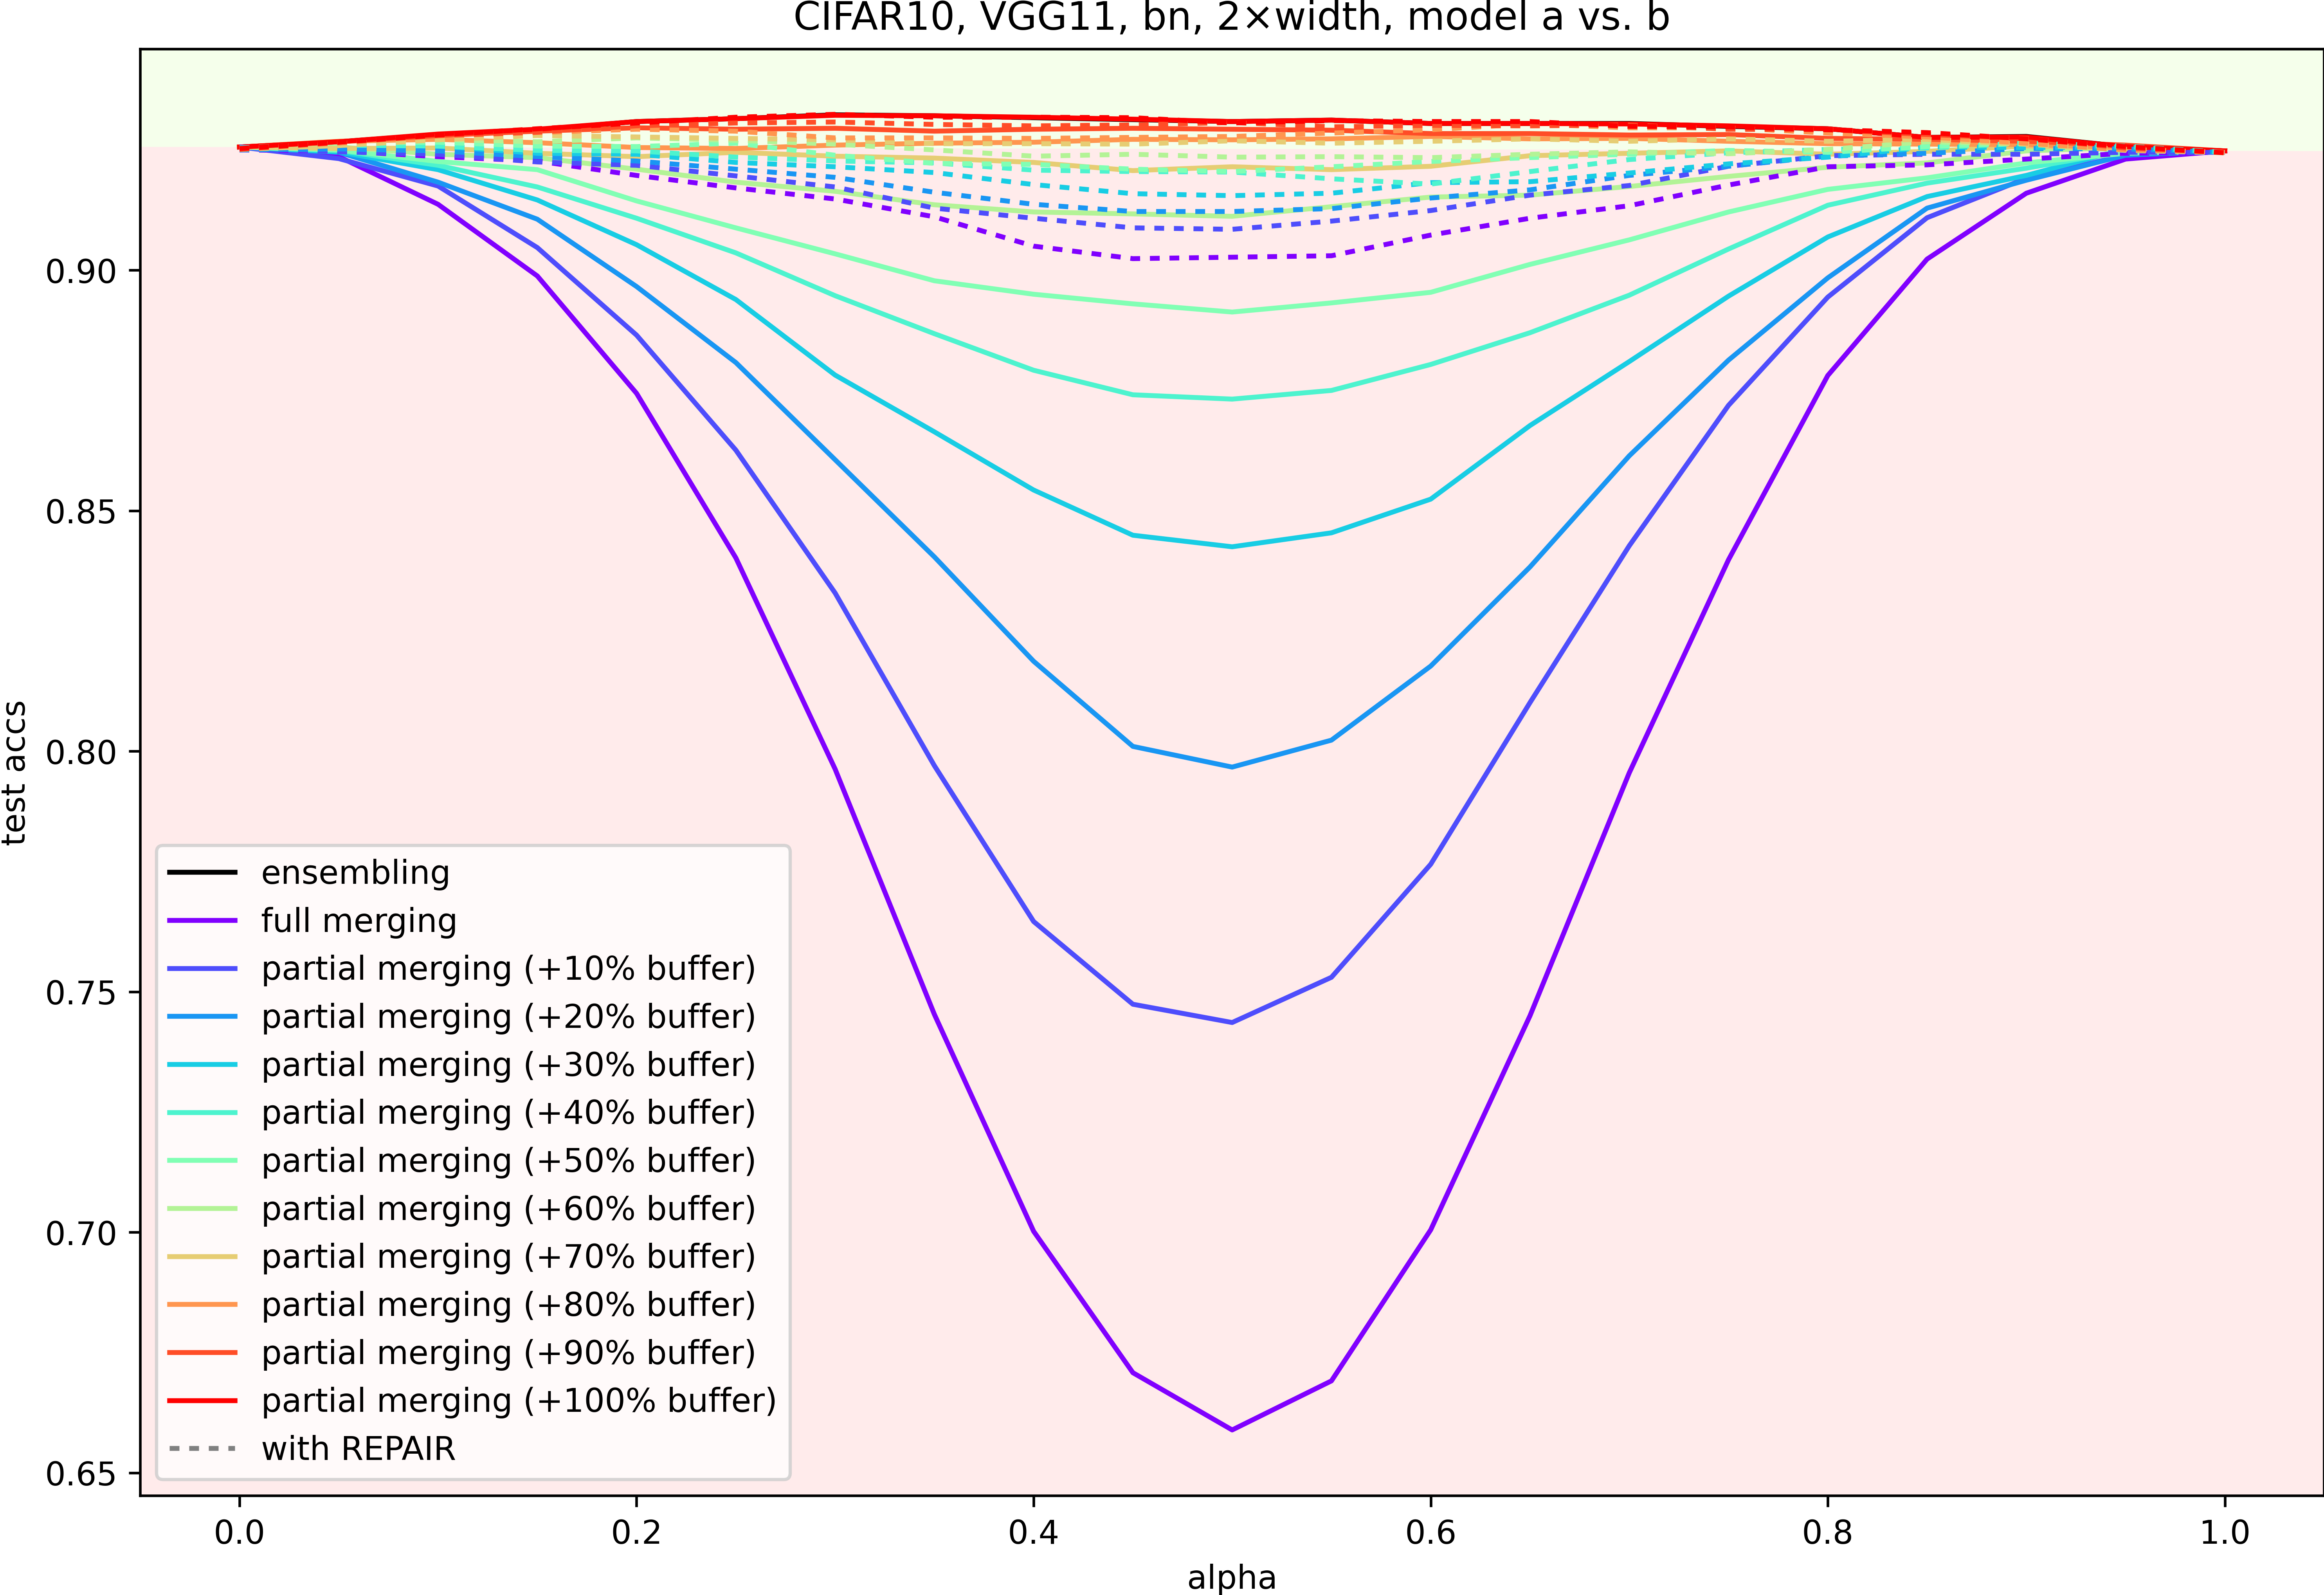 CIFAR10, VGG11, bn, 2×width, model a vs. b
test accs
0.90
0.85
0.80
0.75
0.70
0.65
ensembling
full merging
partial merging (+10% buffer)
partial merging (+20% buffer)
partial merging (+30% buffer)
partial merging (+40% buffer)
partial merging (+50% buffer)
partial merging (+60% buffer)
partial merging (+70% buffer)
partial merging (+80% buffer)
partial merging (+90% buffer)
partial merging (+100% buffer)
with REPAIR
0.0 0.2 0.4 0.6 0.8 1.0
alpha